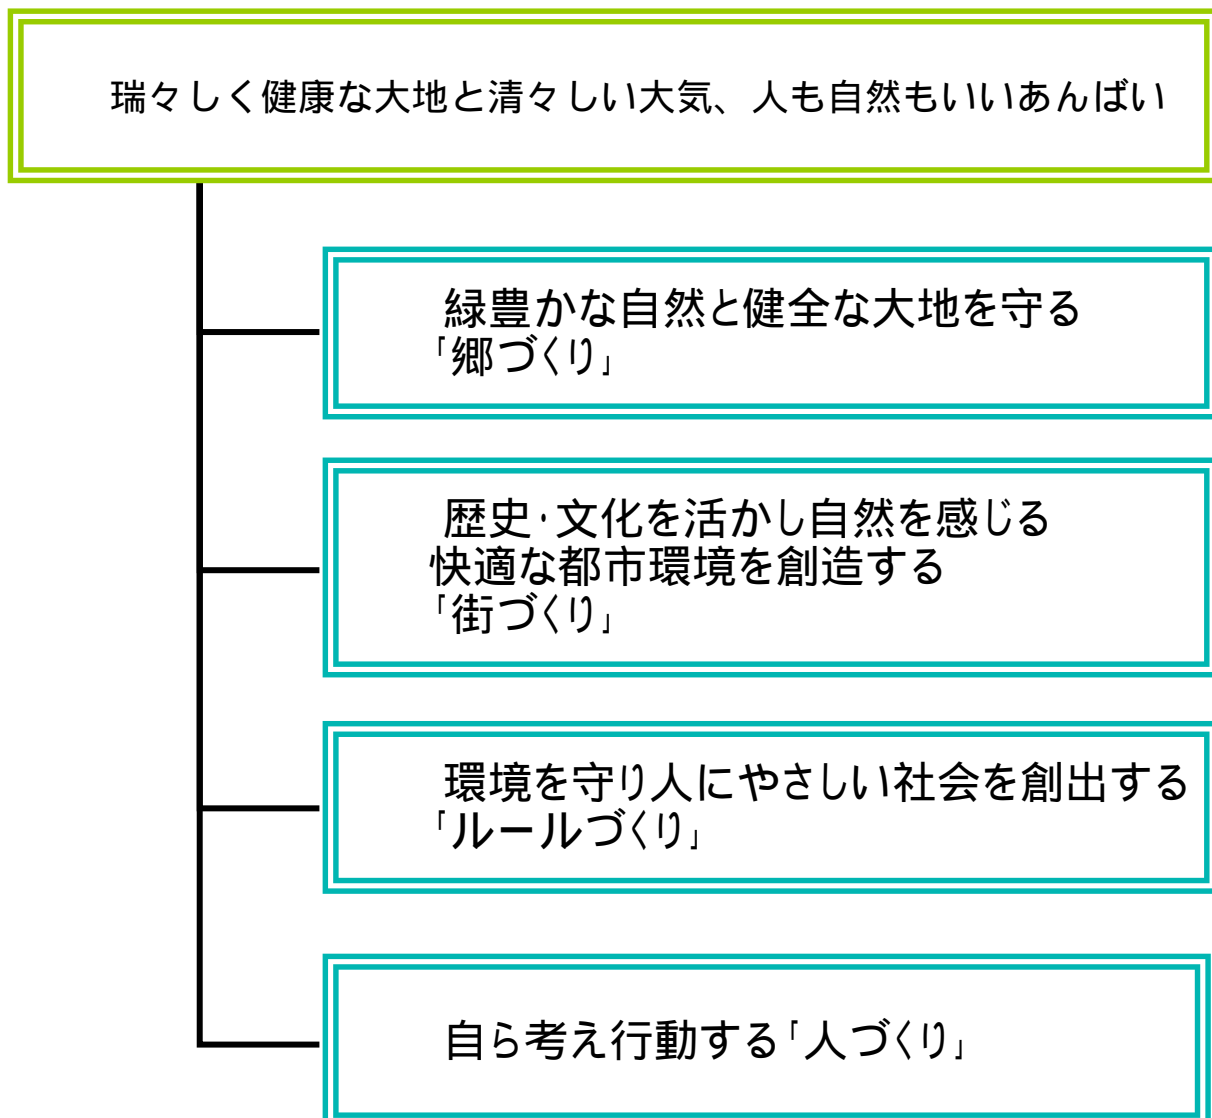 瑞々しく健康な大地と清々しい大気、人も自然もいいあんばい
緑豊かな自然と健全な大地を守る
「郷づくり」
歴史・文化を活かし自然を感じる
快適な都市環境を創造する
「街づくり」
環境を守り人にやさしい社会を創出する
「ルールづくり」
自ら考え行動する「人づくり」